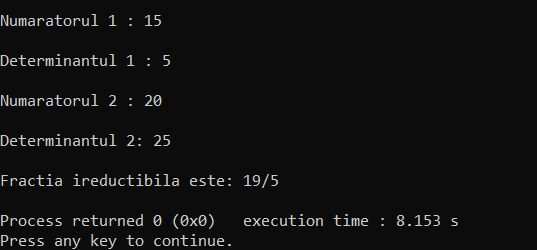 Numaratorul 1 : 15
Determinantul 1 : 5
Numaratorul 2 : 20
Determinantul 2: 25
Fractia ireductibila este: 19/5
Process returned 0 (0x0)   execution time : 8.153 s
Press any key to continue.